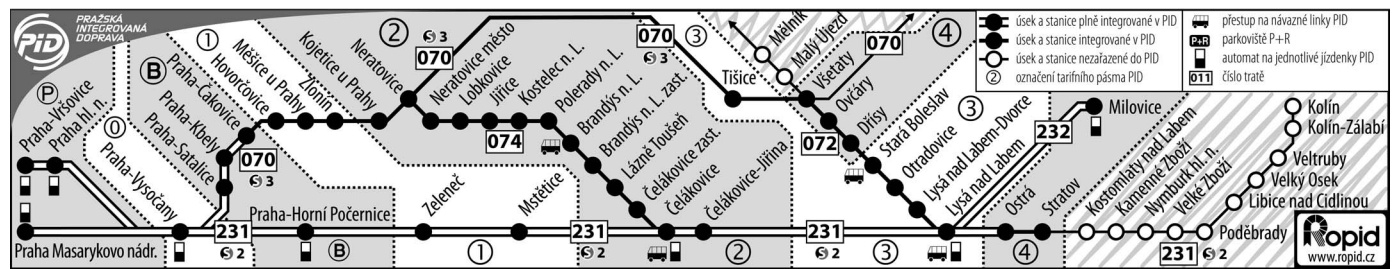 PiD
PRAŽSKÁ
INTEGROVANÁ
DOPRAVA
P
Praha-Vršovice
Praha hl. n.
Praha Masarykovo nádr.
0
Praha-Vysočany
B
Praha-Satalice
Praha-Kbely
Praha-Čakovice
070
S 3
1
Hovorčovice
Měšice u Prahy
Zlonín
Kojetice u Prahy
2
Neratovice
070
S 3
Neratovice město
Lobkovice
Jiřice
Kostelec n. L.
074
Polerady n. L.
Brandýs n. L.
Brandýs n. L. zast.
Lázně Toušeň
Čelákovice zast.
Čelákovice
Čelákovice-Jiřina
070
S 3
3
Tišice
Mělník
Malý Újezd
Všetaty
070
4
Ovčáry
072
Dřísy
Stará Boleslav
3
Otradovice
Lysá nad Labem-Dvorce
Lysá nad Labem
232
Milovice
231
S 2
Praha-Horní Počernice
B
Zeleneč
1
Mstětice
231
S 2
2
231
S 2
3
Ostrá
4
Stratov
Kostomlaty nad Labem
Kamenné Zboží
Nymburk hl. n.
Velké Zboží
231
S 2
Poděbrady
Libice nad Cidlinou
Velký Osek
Veltruby
Kolín-Zálabí
Kolín
úsek a stanice plně integrované v PID
úsek a stanice integrované v PID
úsek a stanice nezařazené do PID
2 označení tarifního pásma PID
přestup na návazné linky PID
P+R parkoviště P+R
automat na jednotlivé jízdenky PID
011 číslo tratě
Ropid
www.ropid.cz